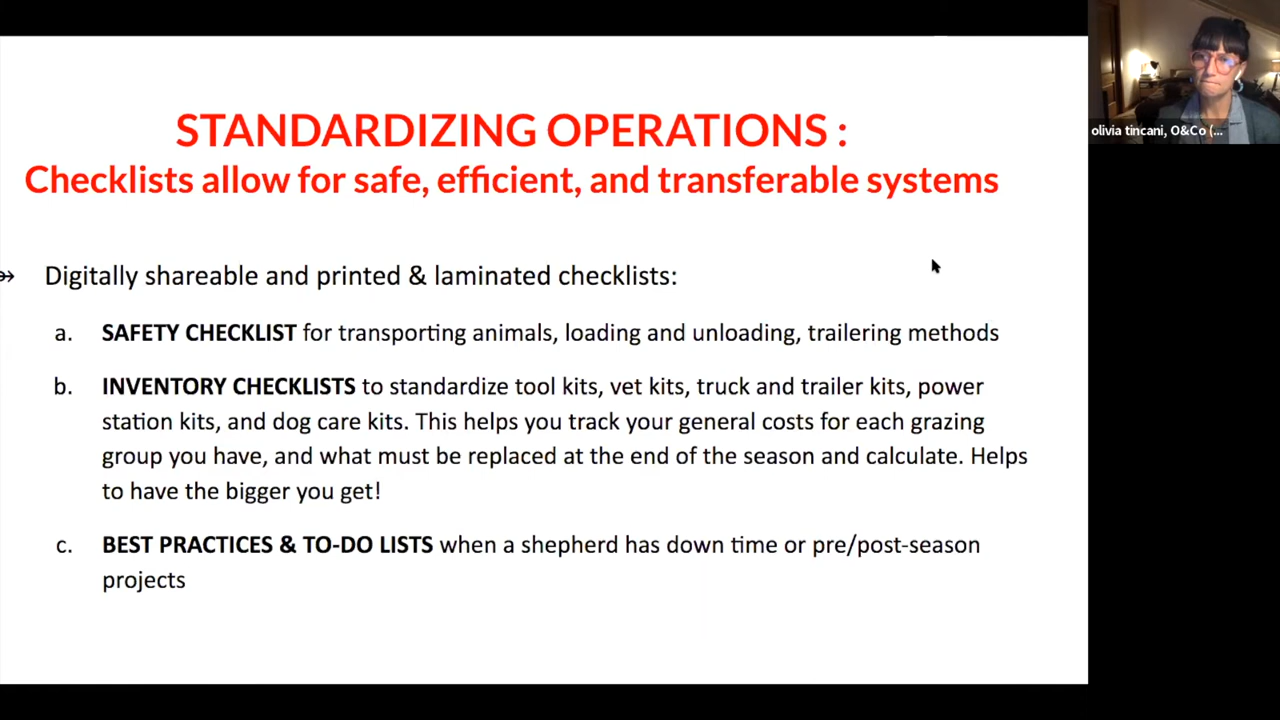 STANDARDIZING OPERATIONS :
Checklists allow for safe, efficient, and transferable systems
Digitally shareable and printed & laminated checklists:
a. SAFETY CHECKLIST for transporting animals, loading and unloading, trailering methods
b. INVENTORY CHECKLISTS to standardize tool kits, vet kits, truck and trailer kits, power
station kits, and dog care kits. This helps you track your general costs for each grazing
group you have, and what must be replaced at the end of the season and calculate. Helps
to have the bigger you get!
c. BEST PRACTICES & TO-DO LISTS when a shepherd has down time or pre/post-season
projects
olivia tincani, O&Co (...